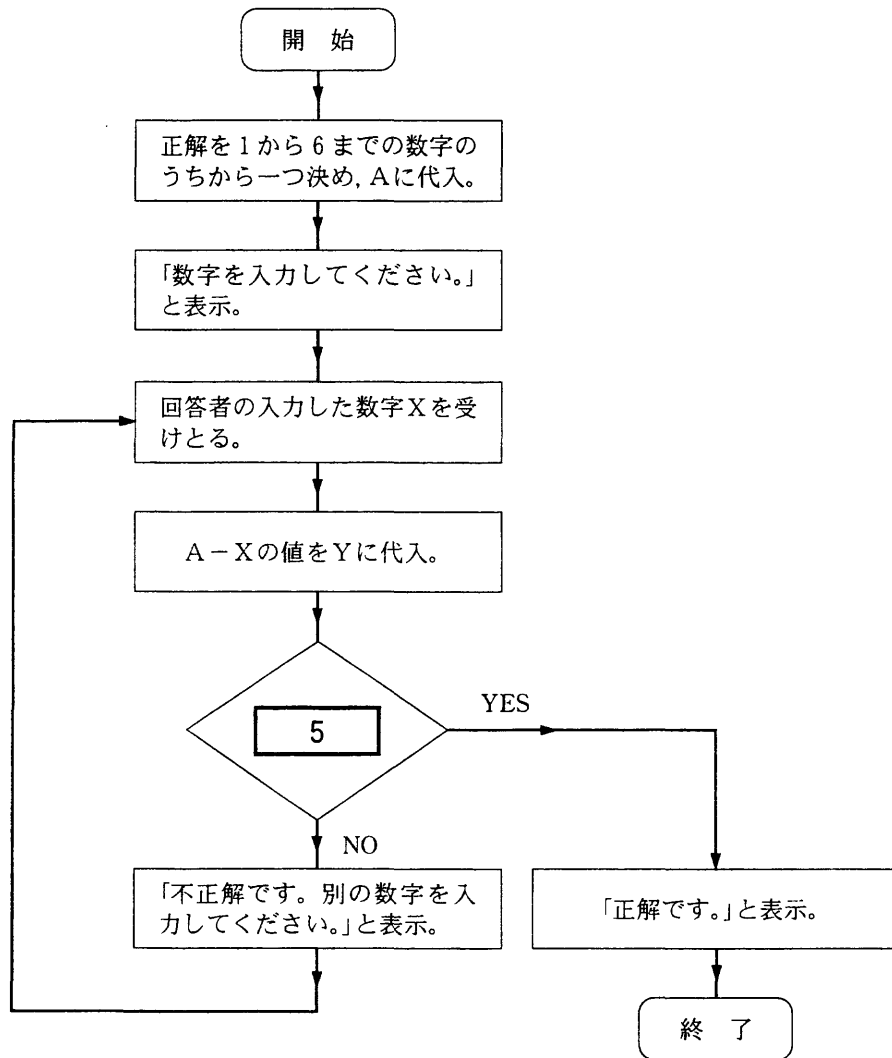 開 始
正解を1から6までの数字の
うちから一つ決め,Aに代入。
「数字を入力してください。」
と表示。
回答者の入力した数字Xを受
けとる。
A-Xの値をYに代入。
5
YES
NO
「不正解です。別の数字を入
力してください。」と表示。
「正解です。」と表示。
終 了